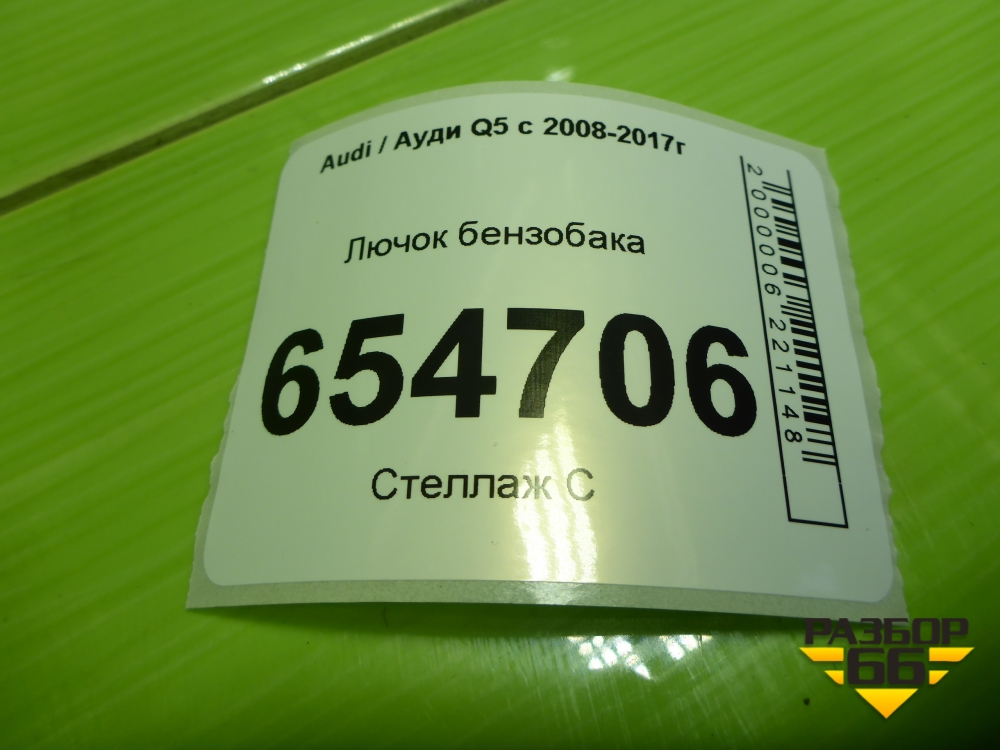 Audi / Ауди Q5 с 2008-2017г
Лючок бензобака
654706
Стеллаж С
2000006221148
РАЗБОР
66